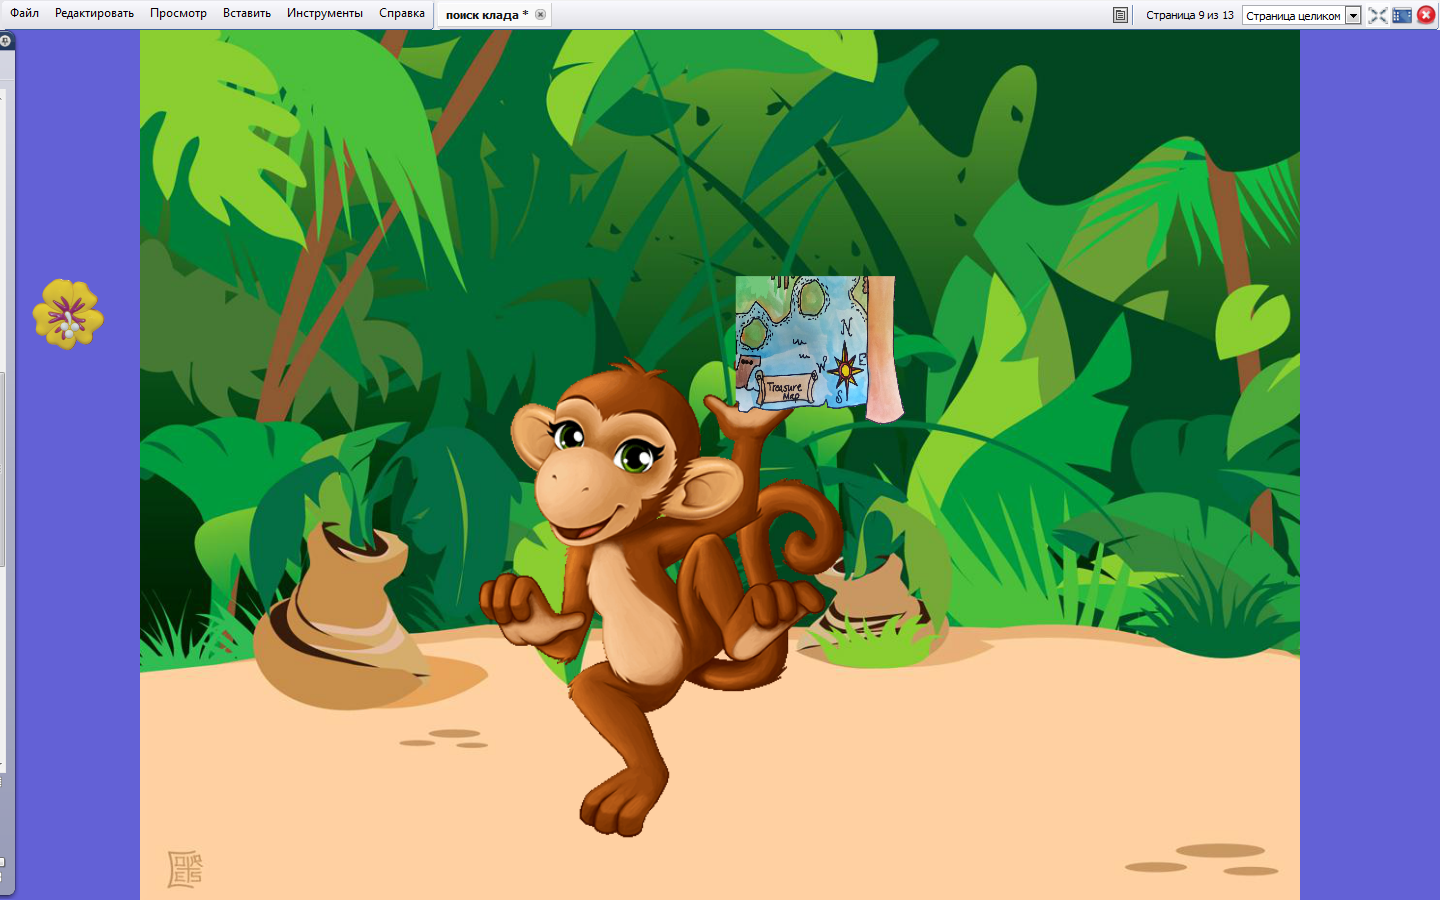 Файл Редактировать Просмотр Вставить Инструменты Справка
поиск клада *
Страница 9 из 13
Страница целиком
N
W E
S
Treasure
Map